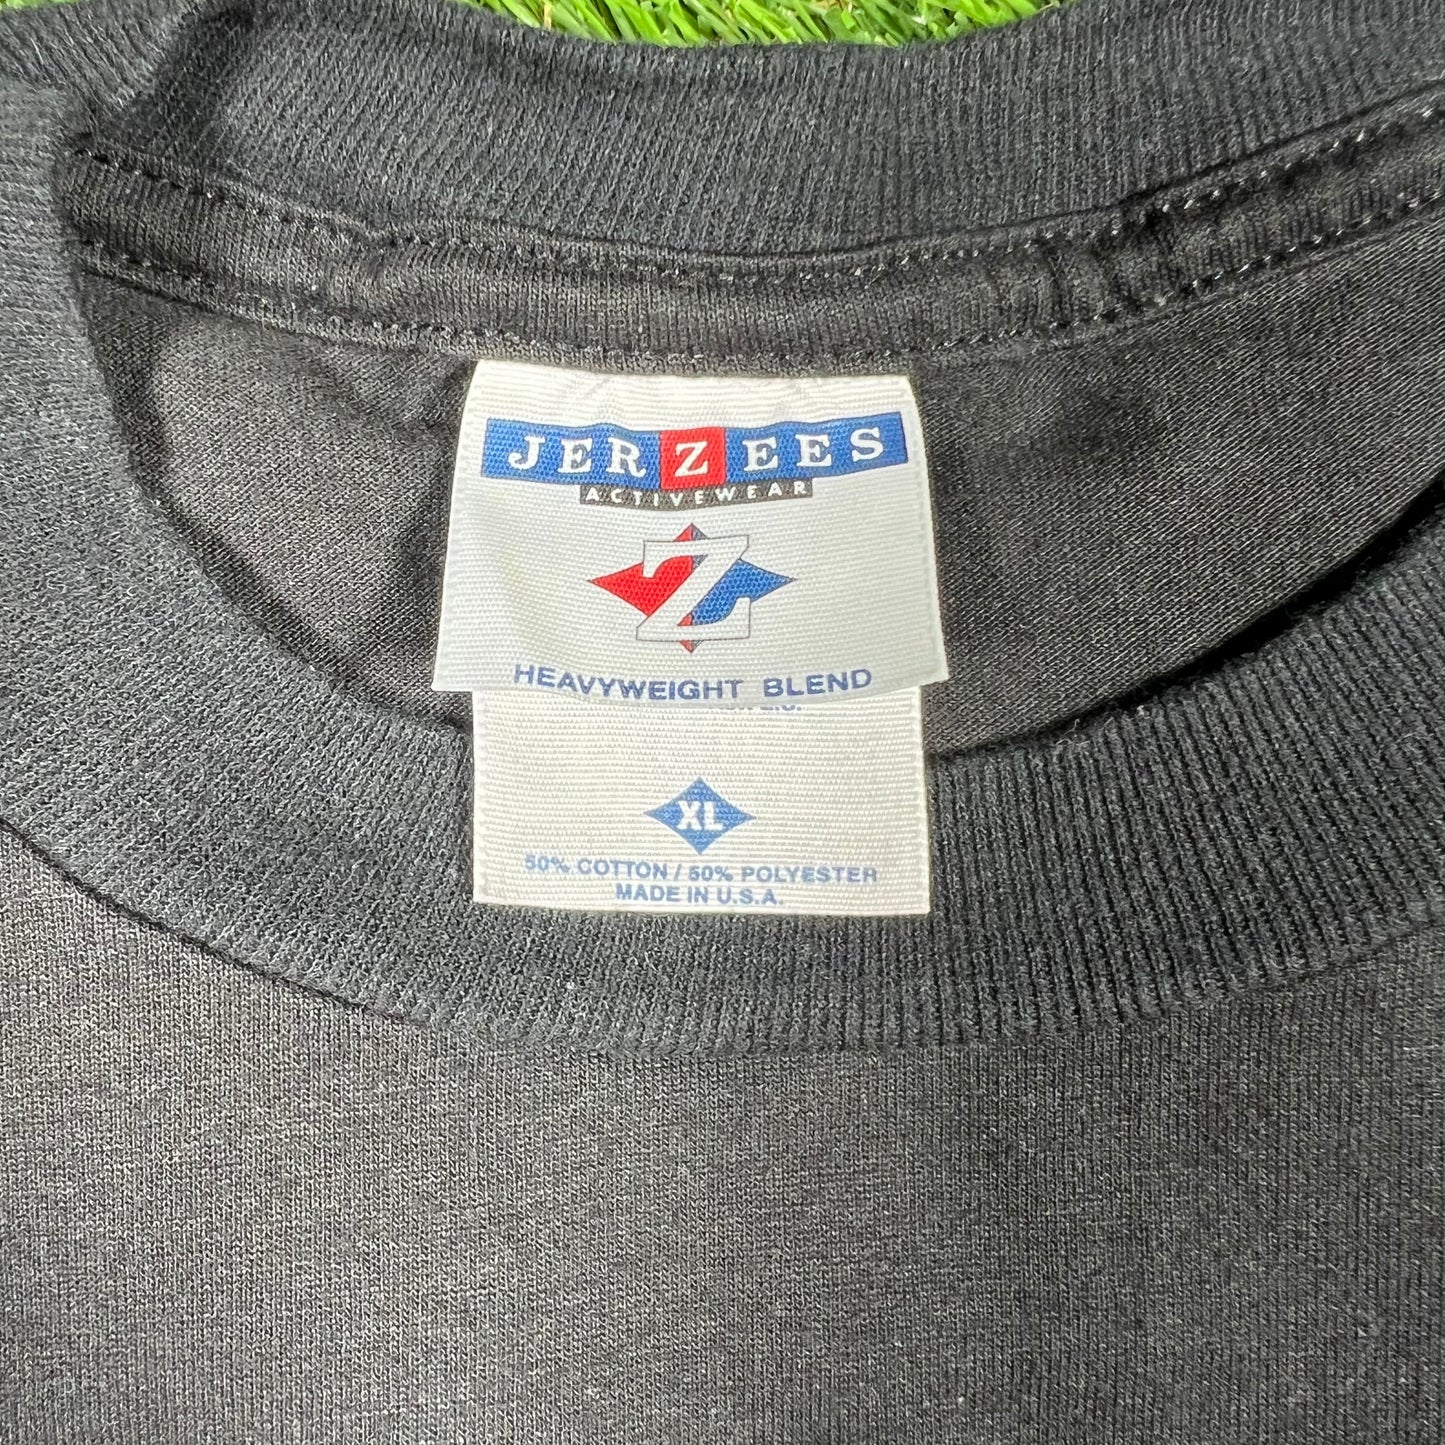 JERZEES
ACTIVEWEAR
Z
HEAVYWEIGHT BLEND
XL
50% COTTON / 50% POLYESTER
MADE IN U.S.A.